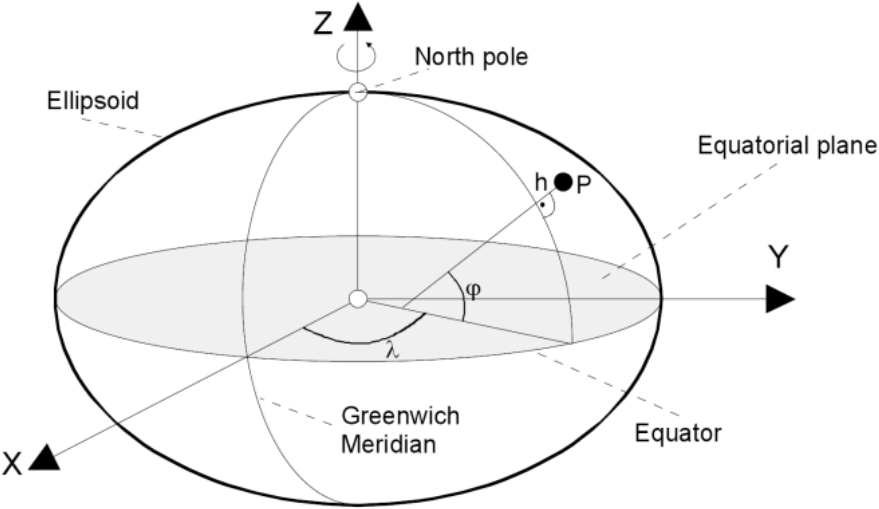 Z
North pole
Ellipsoid
Equatorial plane
h
P
Y
φ
λ
Greenwich
Meridian
Equator
X